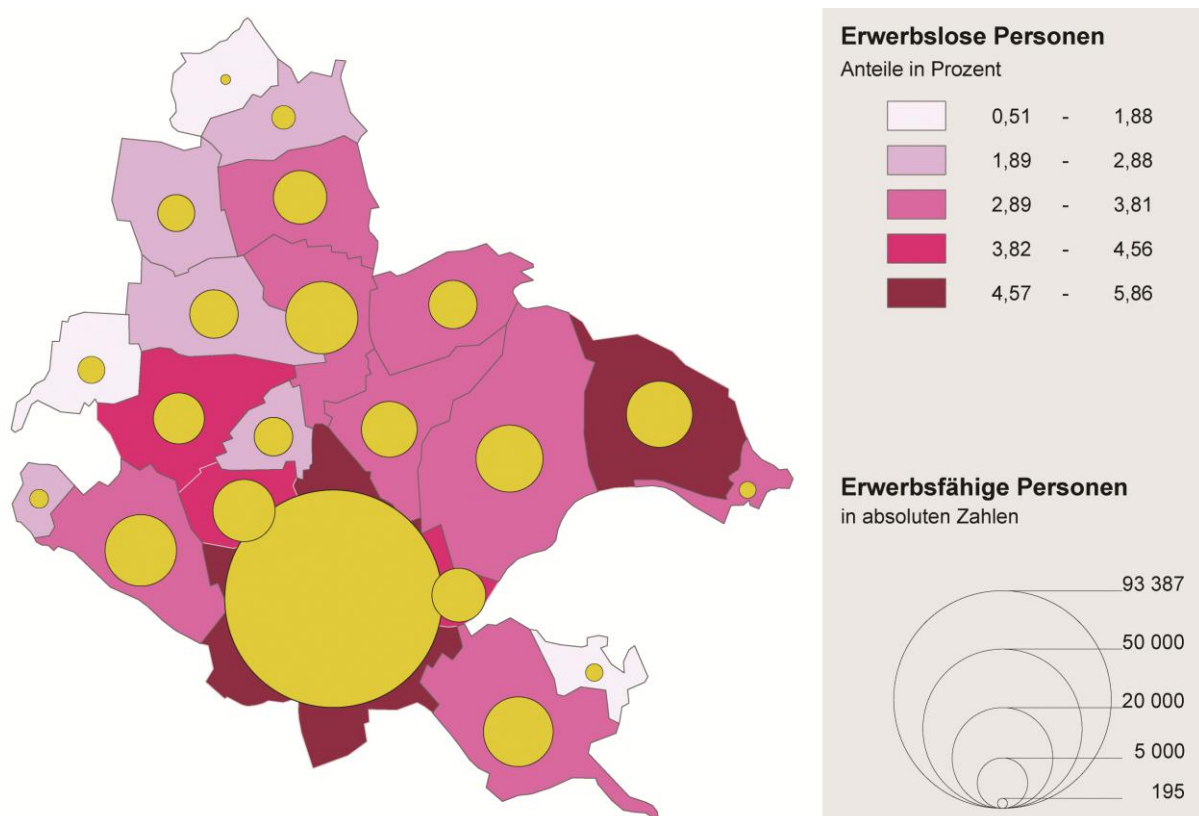 Erwerbslose Personen
Anteile in Prozent
0,51 - 1,88
1,89 - 2,88
2,89 - 3,81
3,82 - 4,56
4,57 - 5,86
Erwerbsfähige Personen
in absoluten Zahlen
93 387
50 000
20 000
5 000
195